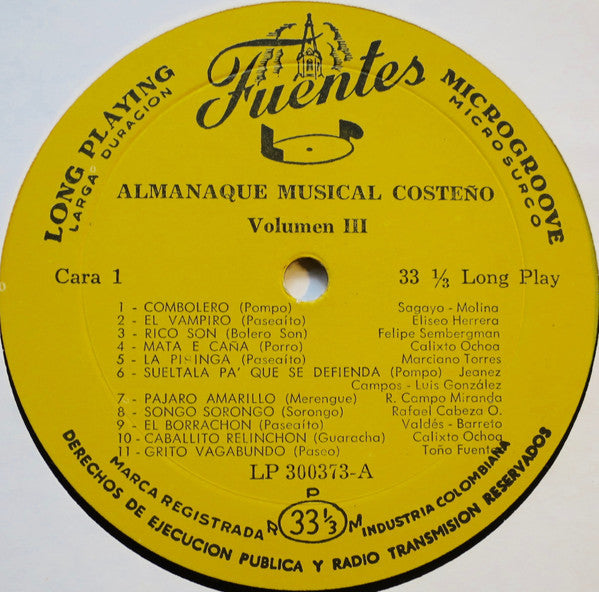 LONG PLAYING
LARGA DURACION
Fuentes
MICROGROOVE
MICROSURCO
ALMANAQUE MUSICAL COSTEÑO
Volumen III
Cara 1 33 ⅓ Long Play
1 - COMBOLERO (Pompo) Sagayo - Molina
2 - EL VAMPIRO (Paseaíto) Eliseo Herrera
3 - RICO SON (Bolero Son) Felipe Sembergman
4 - MATA E CAÑA (Porro) Calixto Ochoa
5 - LA (Paseaíto) Marciano Torres
6 - SUELTALA PA' QUE SE DEFIENDA (Pompo) Jeanez
Campos - Luis González
7 - PAJARO AMARILLO (Merengue) R. Campo Miranda
8 - SONGO SORONGO (Sorongo) Rafael Cabeza O.
9 - EL BORRACHON (Paseaíto) Valdés - Barreto
10 - CABALLITO RELINCHON (Guaracha) Calixto Ochoa
11 - GRITO VAGABUNDO (Paseo) Toño Fuentes
LP 300373-A
R P M
33 ⅓
MARCA REGISTRADA INDUSTRIA COLOMBIANA
DERECHOS DE EJECUCION PUBLICA Y RADIO TRANSMISION RESERVADOS